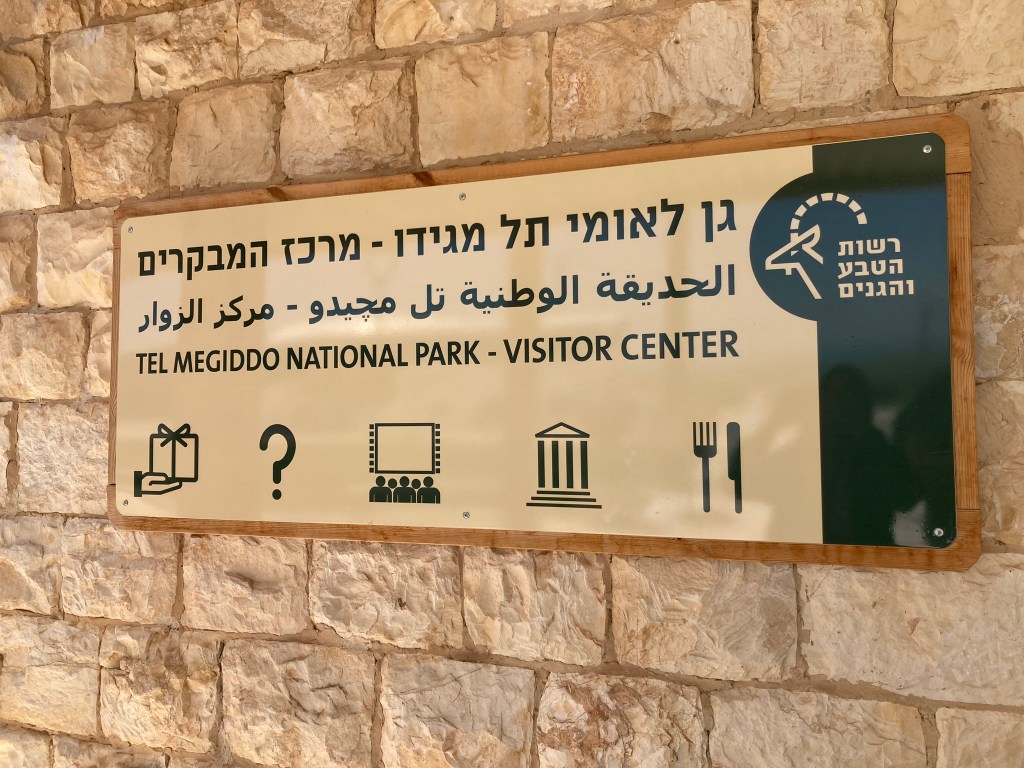 גן לאומי תל מגידו - מרכז המבקרים
الحديقة الوطنية تل مچيدو - مركز الزوار
TEL MEGIDDO NATIONAL PARK - VISITOR CENTER
?
רשות
הטבע
והגנים